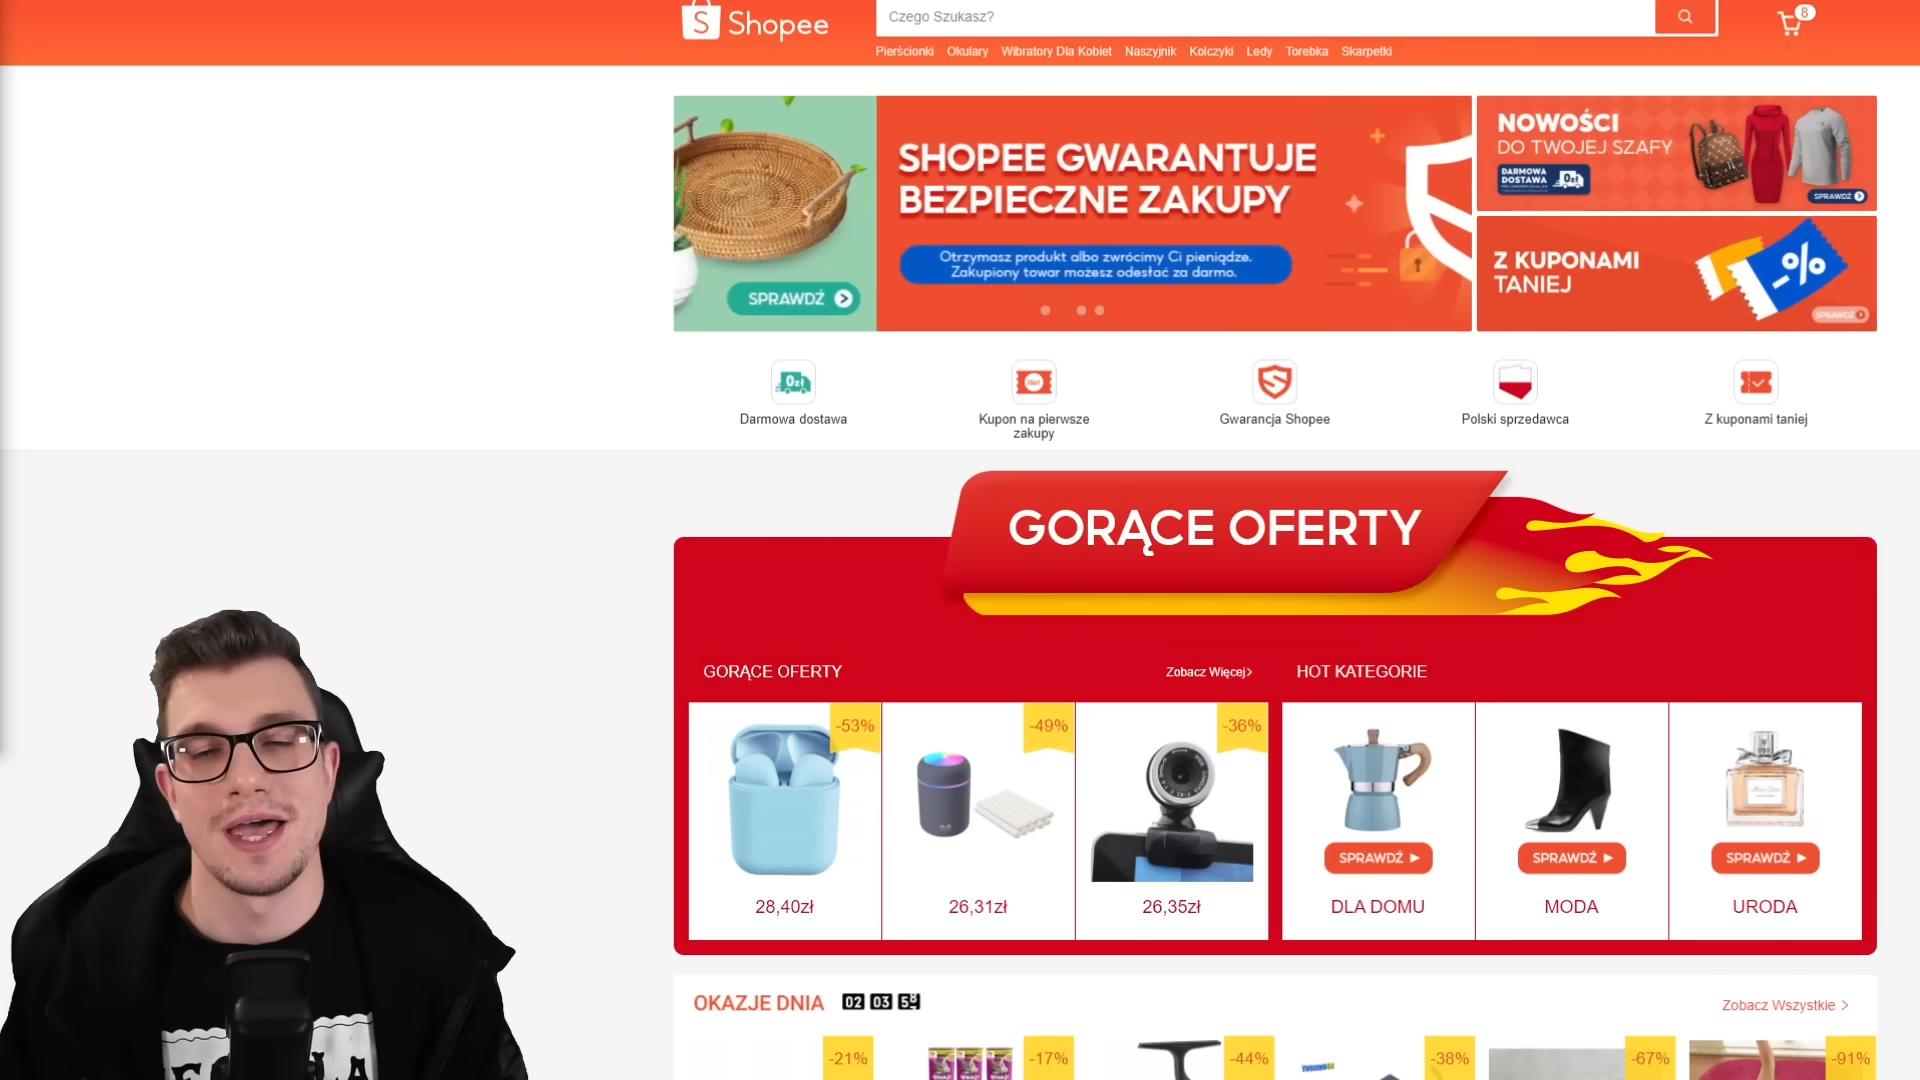 Shopee
Czego Szukasz?
8
Pierścionki Okulary Wibratory Dla Kobiet Naszyjnik Kolczyki Ledy Torebka Skarpetki
SPRAWDŹ
SHOPEE GWARANTUJE
BEZPIECZNE ZAKUPY
Otrzymasz produkt albo zwrócimy Ci pieniądze.
Zakupiony towar możesz odesłać za darmo.
NOWOŚCI
DO TWOJEJ SZAFY
DARMOWA
DOSTAWA
0zł
SPRAWDŹ
Z KUPONAMI
TANIEJ
-%
SPRAWDŹ
0zł
Darmowa dostawa
Kupon na pierwsze
zakupy
Gwarancja Shopee
Polski sprzedawca
Z kuponami taniej
GORĄCE OFERTY
GORĄCE OFERTY
Zobacz Więcej
HOT KATEGORIE
-53%
-49%
-36%
SPRAWDŹ
SPRAWDŹ
SPRAWDŹ
28,40zł
26,31zł
26,35zł
DLA DOMU
MODA
URODA
OKAZJE DNIA 02 03
Zobacz Wszystkie
-21%
-17%
-44%
-38%
-67%
-91%